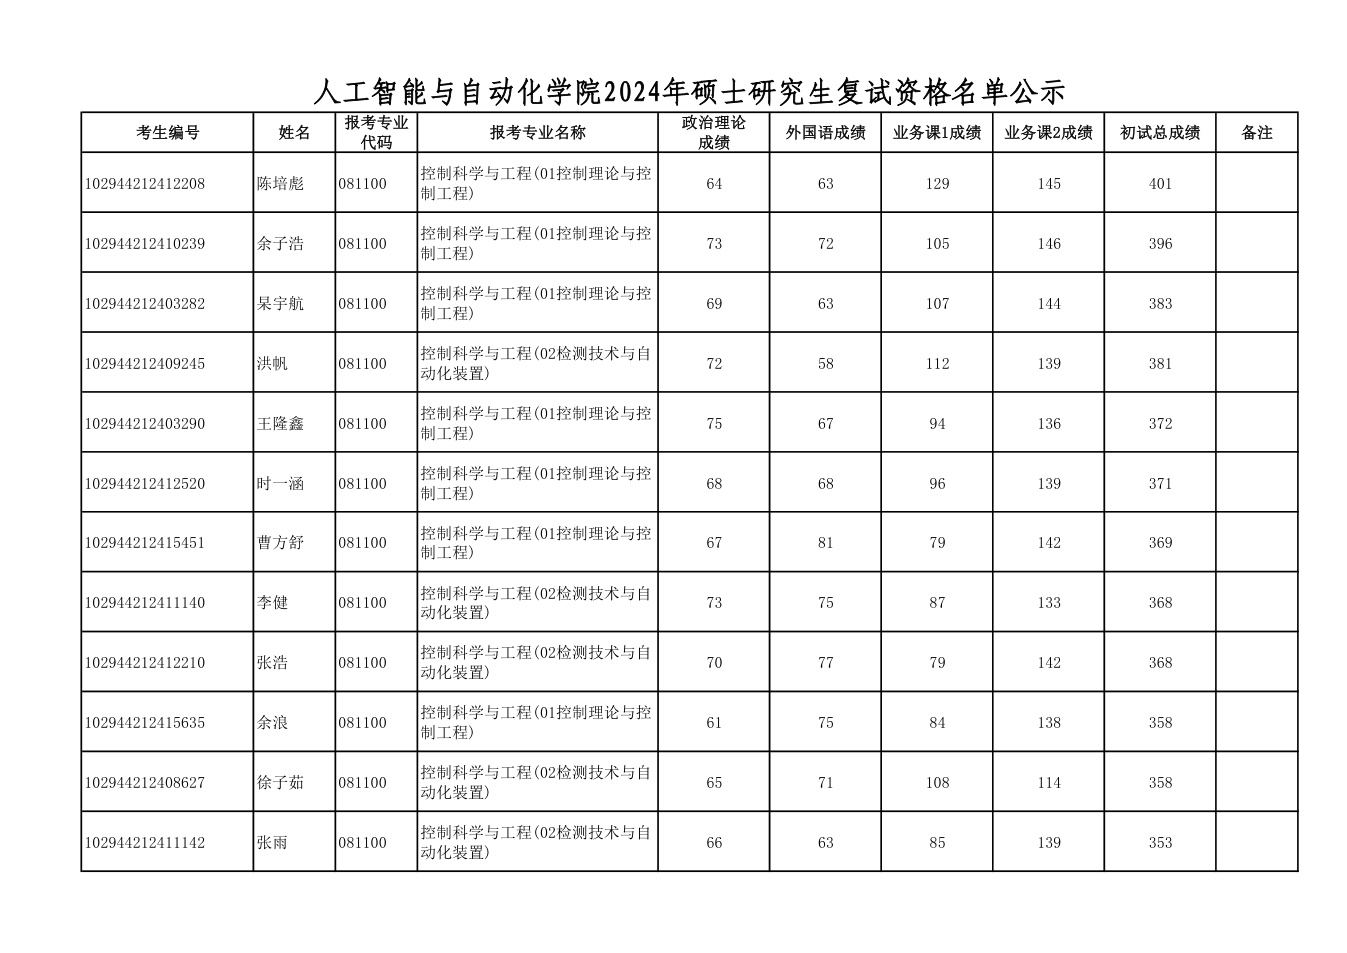 人工智能与自动化学院2024年硕士研究生复试资格名单公示
考生编号 姓名 报考专业代码 报考专业名称 政治理论成绩 外国语成绩 业务课1成绩 业务课2成绩 初试总成绩 备注
102944212412208 陈培彪 081100 控制科学与工程(01控制理论与控制工程) 64 63 129 145 401
102944212410239 余子浩 081100 控制科学与工程(01控制理论与控制工程) 73 72 105 146 396
102944212403282 杲宇航 081100 控制科学与工程(01控制理论与控制工程) 69 63 107 144 383
102944212409245 洪帆 081100 控制科学与工程(02检测技术与自动化装置) 72 58 112 139 381
102944212403290 王隆鑫 081100 控制科学与工程(01控制理论与控制工程) 75 67 94 136 372
102944212412520 时一涵 081100 控制科学与工程(01控制理论与控制工程) 68 68 96 139 371
102944212415451 曹方舒 081100 控制科学与工程(01控制理论与控制工程) 67 81 79 142 369
102944212411140 李健 081100 控制科学与工程(02检测技术与自动化装置) 73 75 87 133 368
102944212412210 张浩 081100 控制科学与工程(02检测技术与自动化装置) 70 77 79 142 368
102944212415635 余浪 081100 控制科学与工程(01控制理论与控制工程) 61 75 84 138 358
102944212408627 徐子茹 081100 控制科学与工程(02检测技术与自动化装置) 65 71 108 114 358
102944212411142 张雨 081100 控制科学与工程(02检测技术与自动化装置) 66 63 85 139 353